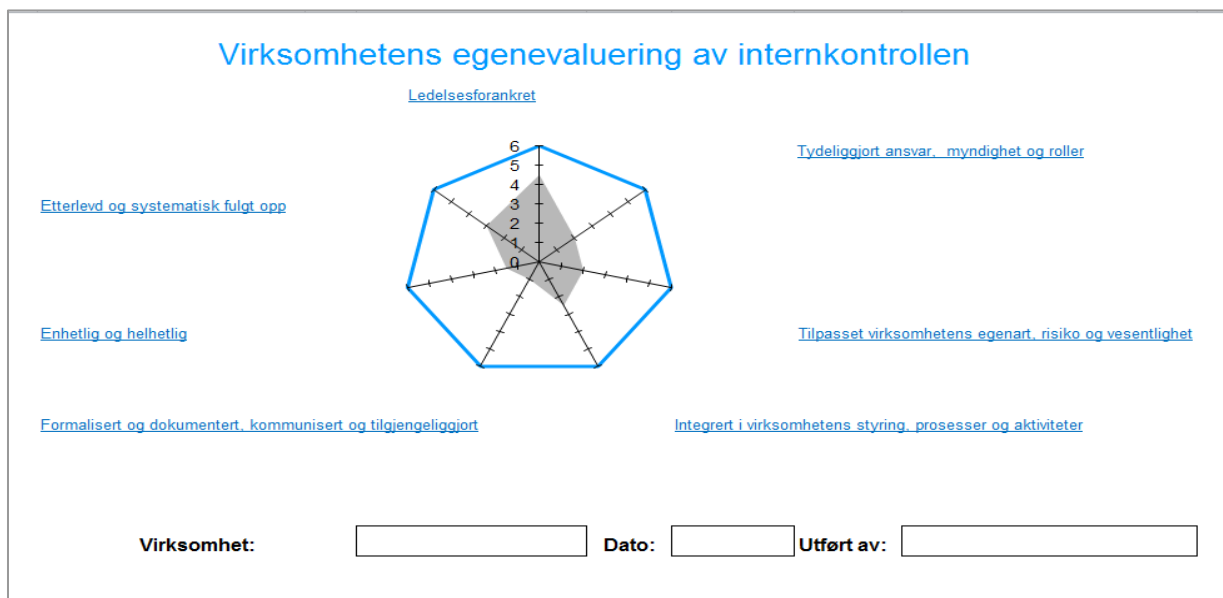 Virksomhetens egenevaluering av internkontrollen
Ledelsesforankret
Tydeliggjort ansvar, myndighet og roller
6
5
4
3
2
1
0
Etterlevd og systematisk fulgt opp
Enhetlig og helhetlig
Tilpasset virksomhetens egenart, risiko og vesentlighet
Formalisert og dokumentert, kommunisert og tilgjengeliggjort
Integrert i virksomhetens styring, prosesser og aktiviteter
Virksomhet:
Dato:
Utført av: